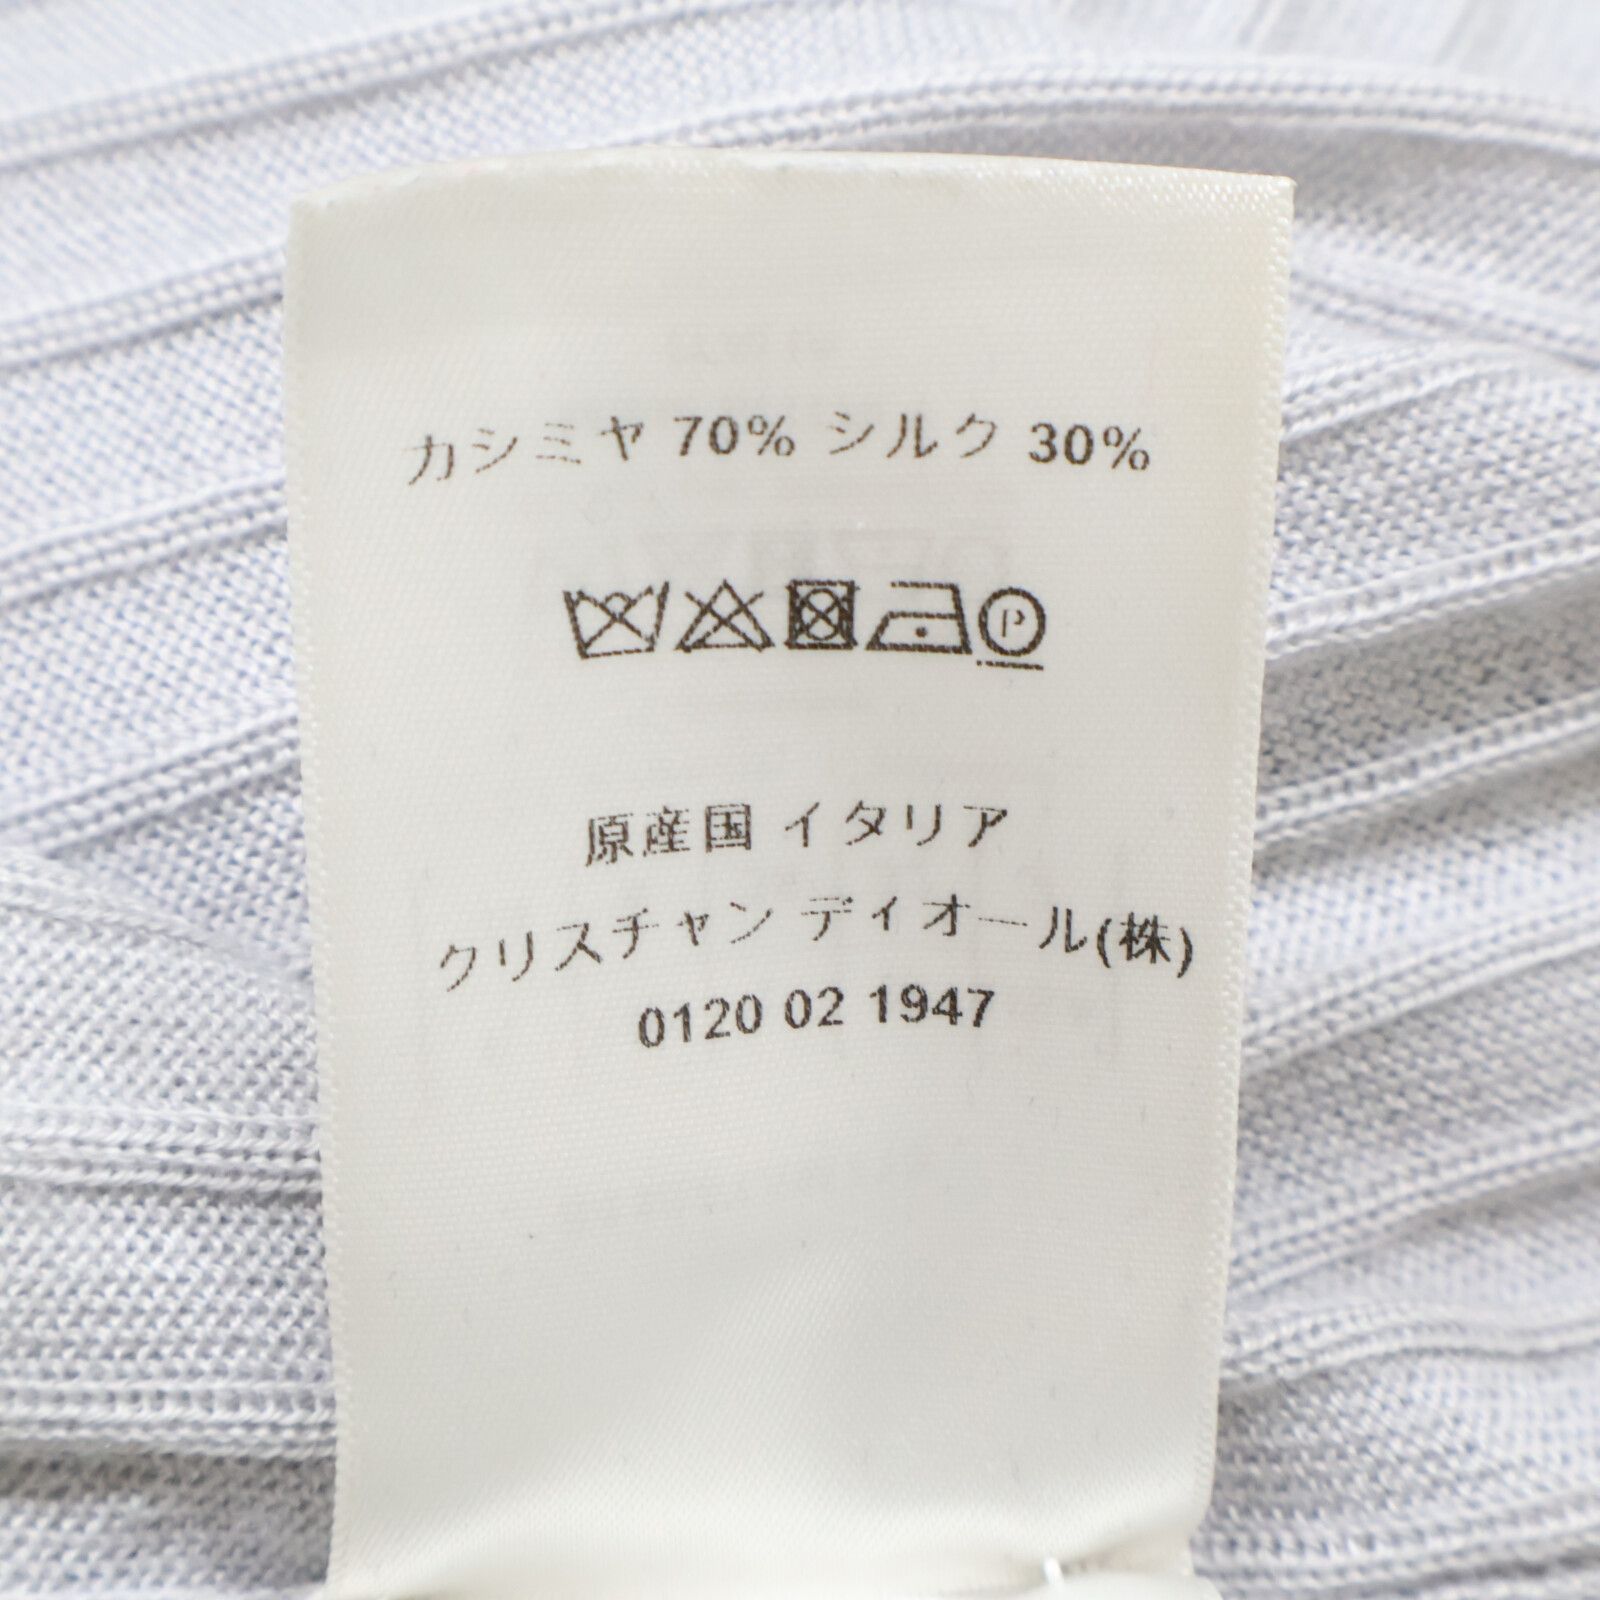 カシミヤ 70% シルク 30%
P
原産国 イタリア
クリスチャン ディオール(株)
0120 02 1947